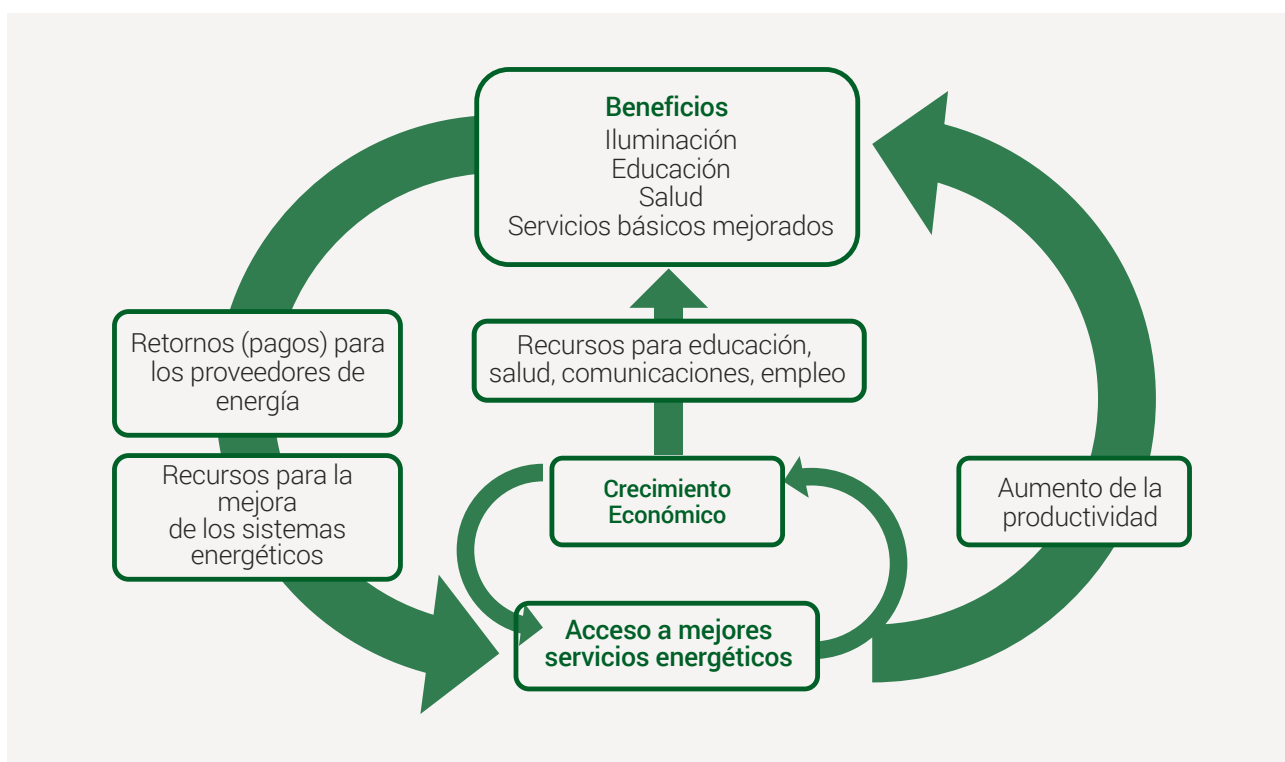 Beneficios
Iluminación
Educación
Salud
Servicios básicos mejorados
Retornos (pagos) para
los proveedores de
energía
Recursos para educación,
salud, comunicaciones, empleo
Recursos para la
mejora
de los sistemas
energéticos
Crecimiento
Económico
Aumento de la
productividad
Acceso a mejores
servicios energéticos